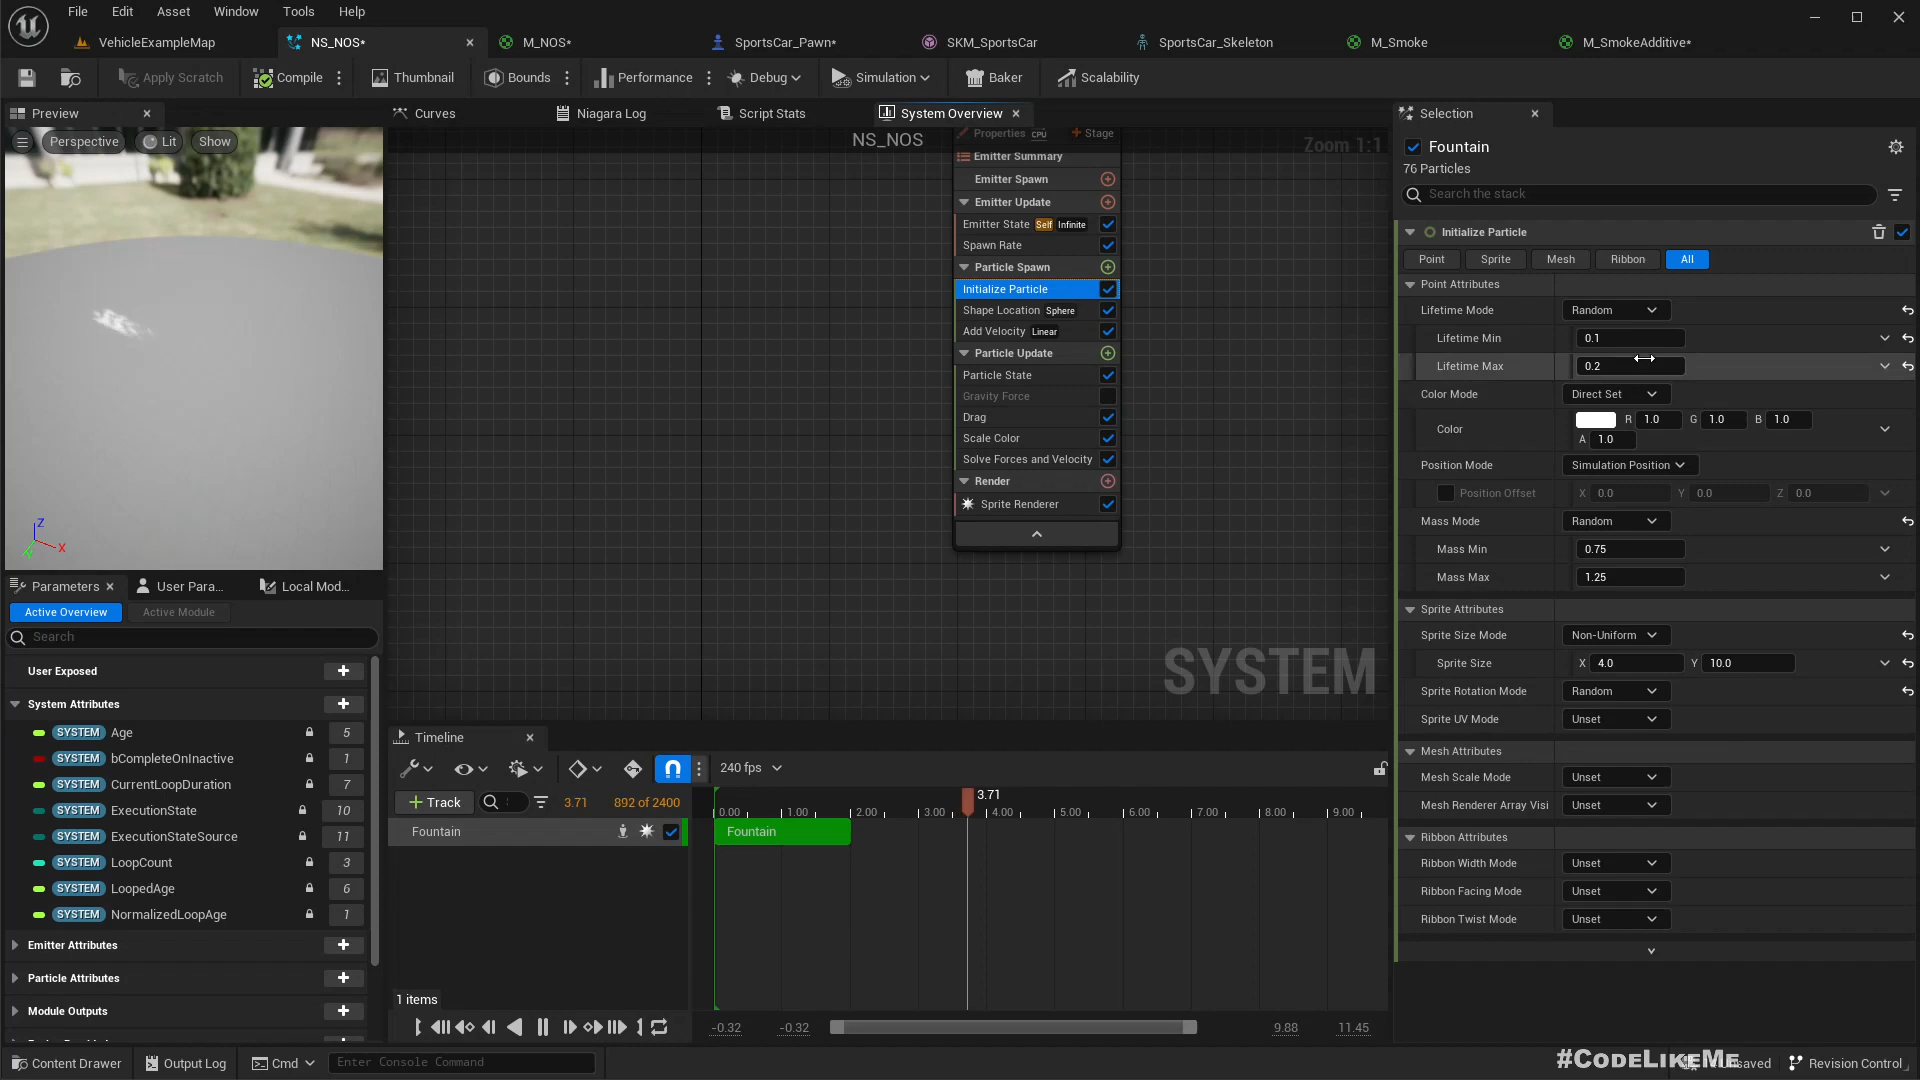 File Edit Asset Window Tools Help
VehicleExampleMap NS_NOS* M_NOS* SportsCar_Pawn* SKM_SportsCar SportsCar_Skeleton M_Smoke M_SmokeAdditive*
Apply Scratch Compile Thumbnail Bounds Performance Debug Simulation Baker Scalability
Preview Curves Niagara Log Script Stats System Overview Selection
Perspective Lit Show
NS_NOS
Zoom 1:1
Properties CPU Stage
Emitter Summary
Emitter Spawn
Emitter Update
Emitter State Self Infinite
Spawn Rate
Particle Spawn
Initialize Particle
Shape Location Sphere
Add Velocity Linear
Particle Update
Particle State
Gravity Force
Drag
Scale Color
Solve Forces and Velocity
Render
Sprite Renderer
SYSTEM
Z
X
Fountain
76 Particles
Search the stack
Initialize Particle
Point Sprite Mesh Ribbon All
Point Attributes
Lifetime Mode Random
Lifetime Min 0.1
Lifetime Max 0.2
Color Mode Direct Set
Color R 1.0 G 1.0 B 1.0
A 1.0
Position Mode Simulation Position
Position Offset X 0.0 Y 0.0 Z 0.0
Mass Mode Random
Mass Min 0.75
Mass Max 1.25
Sprite Attributes
Sprite Size Mode Non-Uniform
Sprite Size X 4.0 Y 10.0
Sprite Rotation Mode Random
Sprite UV Mode Unset
Mesh Attributes
Mesh Scale Mode Unset
Mesh Renderer Array Visi Unset
Ribbon Attributes
Ribbon Width Mode Unset
Ribbon Facing Mode Unset
Ribbon Twist Mode Unset
Parameters User Para... Local Mod...
Active Overview Active Module
Search
User Exposed
System Attributes
SYSTEM Age 5
SYSTEM bCompleteOnInactive 1
SYSTEM CurrentLoopDuration 7
SYSTEM ExecutionState 10
SYSTEM ExecutionStateSource 11
SYSTEM LoopCount 3
SYSTEM LoopedAge 6
SYSTEM NormalizedLoopAge 1
Emitter Attributes
Particle Attributes
Module Outputs
Timeline
240 fps
Track 3.71 892 of 2400
3.71
0.00 1.00 2.00 3.00 4.00 5.00 6.00 7.00 8.00 9.00
Fountain Fountain
1 items
-0.32 -0.32 9.88 11.45
Content Drawer Output Log Cmd Enter Console Command
#CodeLikeMe
Unsaved Revision Control